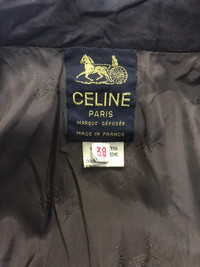 CELINE
PARIS
MARQUE DÉPOSÉE
MADE IN FRANCE
38